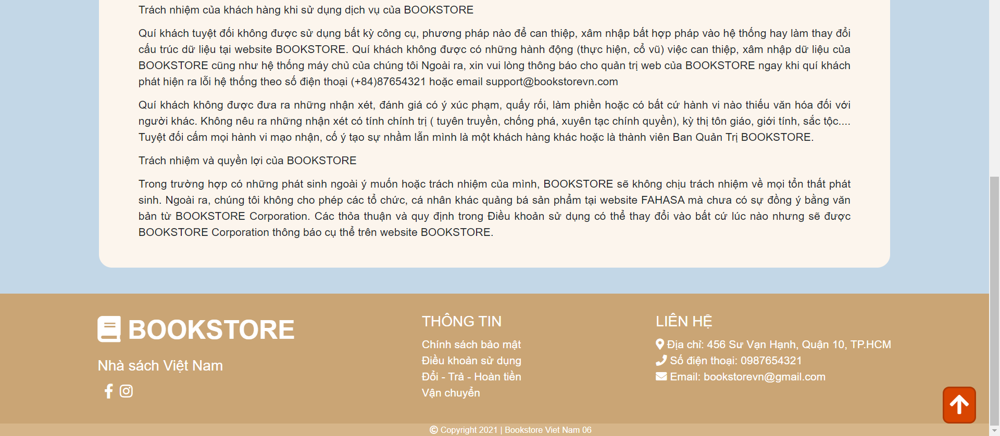 Trách nhiệm của khách hàng khi sử dụng dịch vụ của BOOKSTORE
Quí khách tuyệt đối không được sử dụng bất kỳ công cụ, phương pháp nào để can thiệp, xâm nhập bất hợp pháp vào hệ thống hay làm thay đổi
cấu trúc dữ liệu tại website BOOKSTORE. Quí khách không được có những hành động (thực hiện, cổ vũ) việc can thiệp, xâm nhập dữ liệu của
BOOKSTORE cũng như hệ thống máy chủ của chúng tôi Ngoài ra, xin vui lòng thông báo cho quản trị web của BOOKSTORE ngay khi quí khách
phát hiện ra lỗi hệ thống theo số điện thoại (+84)87654321 hoặc email support@bookstorevn.com
Quí khách không được đưa ra những nhận xét, đánh giá có ý xúc phạm, quấy rối, làm phiền hoặc có bất cứ hành vi nào thiếu văn hóa đối với
người khác. Không nêu ra những nhận xét có tính chính trị ( tuyên truyền, chống phá, xuyên tạc chính quyền), kỳ thị tôn giáo, giới tính, sắc tộc....
Tuyệt đối cấm mọi hành vi mạo nhận, cố ý tạo sự nhầm lẫn mình là một khách hàng khác hoặc là thành viên Ban Quản Trị BOOKSTORE.
Trách nhiệm và quyền lợi của BOOKSTORE
Trong trường hợp có những phát sinh ngoài ý muốn hoặc trách nhiệm của mình, BOOKSTORE sẽ không chịu trách nhiệm về mọi tổn thất phát
sinh. Ngoài ra, chúng tôi không cho phép các tổ chức, cá nhân khác quảng bá sản phẩm tại website FAHASA mà chưa có sự đồng ý bằng văn
bản từ BOOKSTORE Corporation. Các thỏa thuận và quy định trong Điều khoản sử dụng có thể thay đổi vào bất cứ lúc nào nhưng sẽ được
BOOKSTORE Corporation thông báo cụ thể trên website BOOKSTORE.
BOOKSTORE
Nhà sách Việt Nam
THÔNG TIN
Chính sách bảo mật
Điều khoản sử dụng
Đổi - Trả - Hoàn tiền
Vận chuyển
LIÊN HỆ
Địa chỉ: 456 Sư Vạn Hạnh, Quận 10, TP.HCM
Số điện thoại: 0987654321
Email: bookstorevn@gmail.com
© Copyright 2021 | Bookstore Viet Nam 06